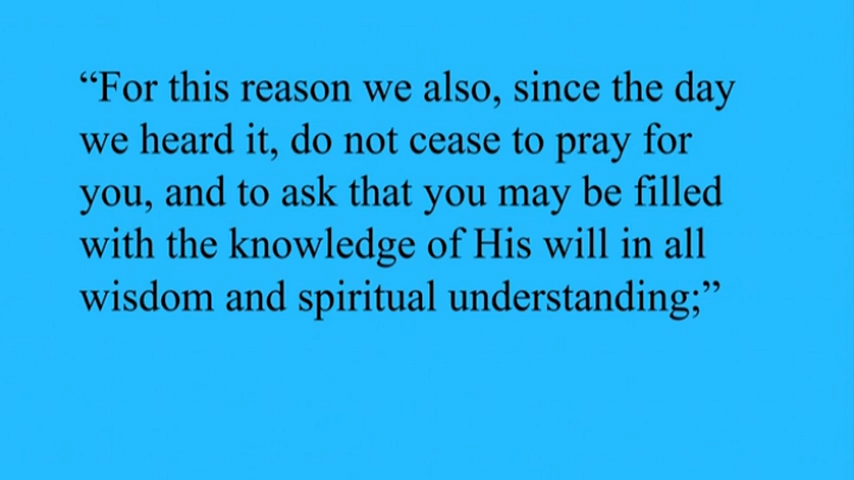 “For this reason we also, since the day
we heard it, do not cease to pray for
you, and to ask that you may be filled
with the knowledge of His will in all
wisdom and spiritual understanding;”